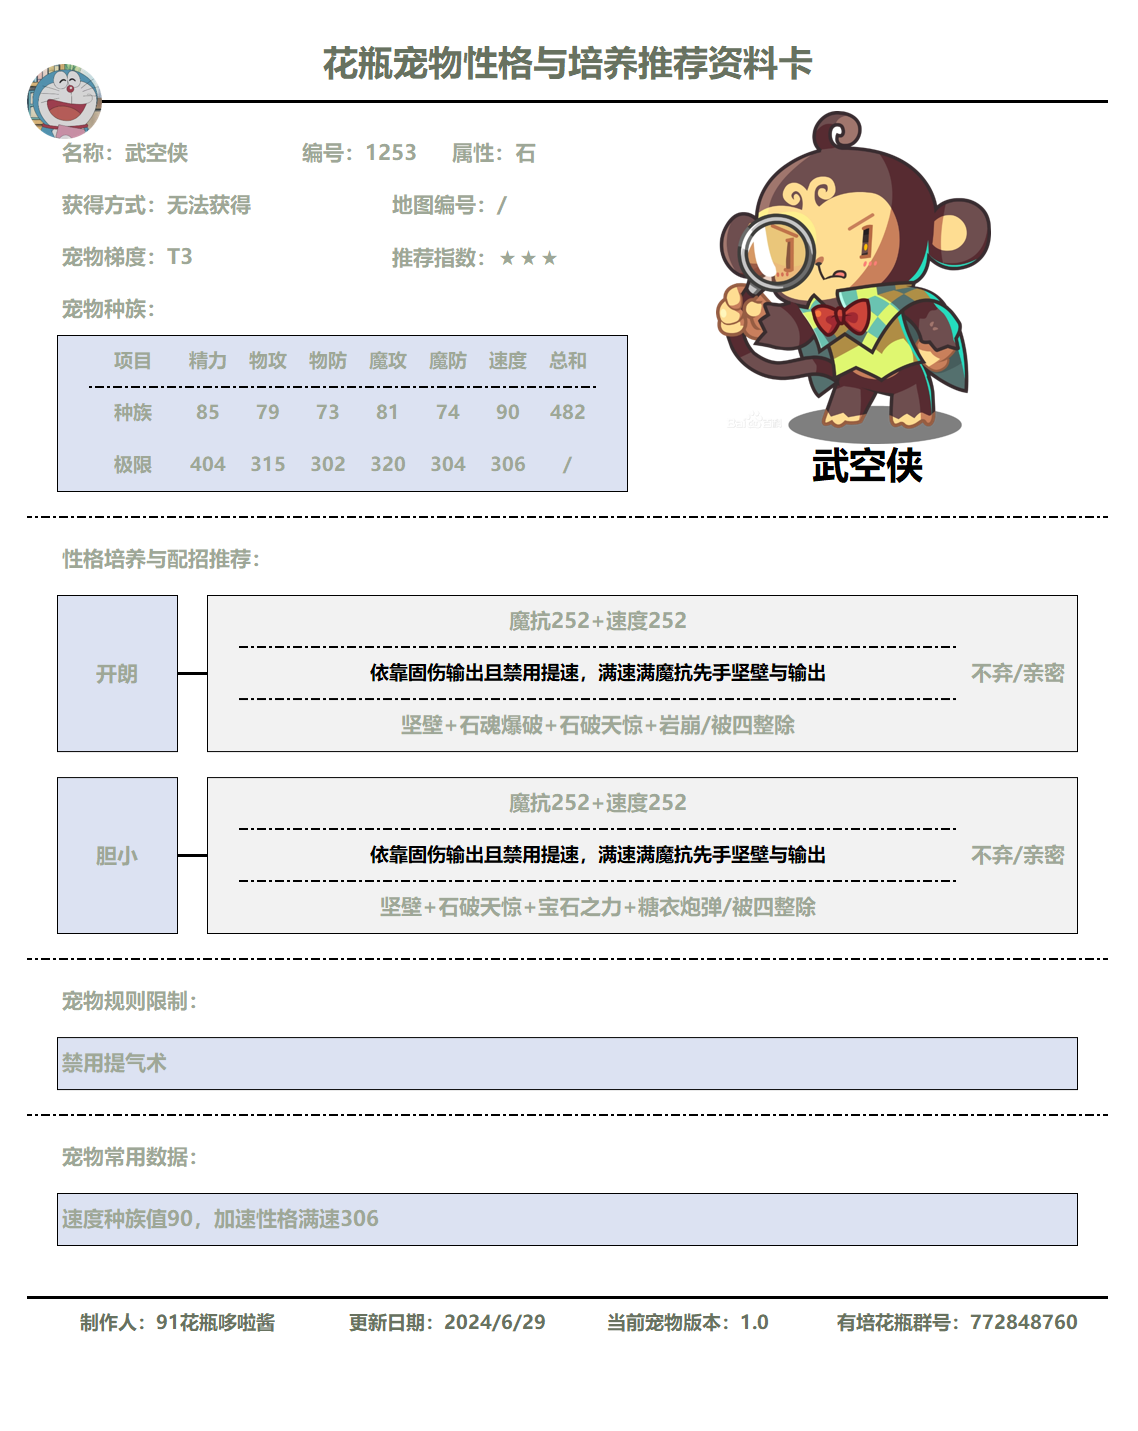 花瓶宠物性格与培养推荐资料卡
名称：武空侠 编号：1253 属性：石
获得方式：无法获得 地图编号：/
宠物梯度：T3 推荐指数：★★★
宠物种族：
项目 精力 物攻 物防 魔攻 魔防 速度 总和
种族 85 79 73 81 74 90 482
极限 404 315 302 320 304 306 /
武空侠
性格培养与配招推荐：
魔抗252+速度252
开朗 依靠固伤输出且禁用提速，满速满魔抗先手坚壁与输出 不弃/亲密
坚壁+石魂爆破+石破天惊+岩崩/被四整除
魔抗252+速度252
胆小 依靠固伤输出且禁用提速，满速满魔抗先手坚壁与输出 不弃/亲密
坚壁+石破天惊+宝石之力+糖衣炮弹/被四整除
宠物规则限制：
禁用提气术
宠物常用数据：
速度种族值90，加速性格满速306
制作人：91花瓶哆啦酱 更新日期：2024/6/29 当前宠物版本：1.0 有培花瓶群号：772848760